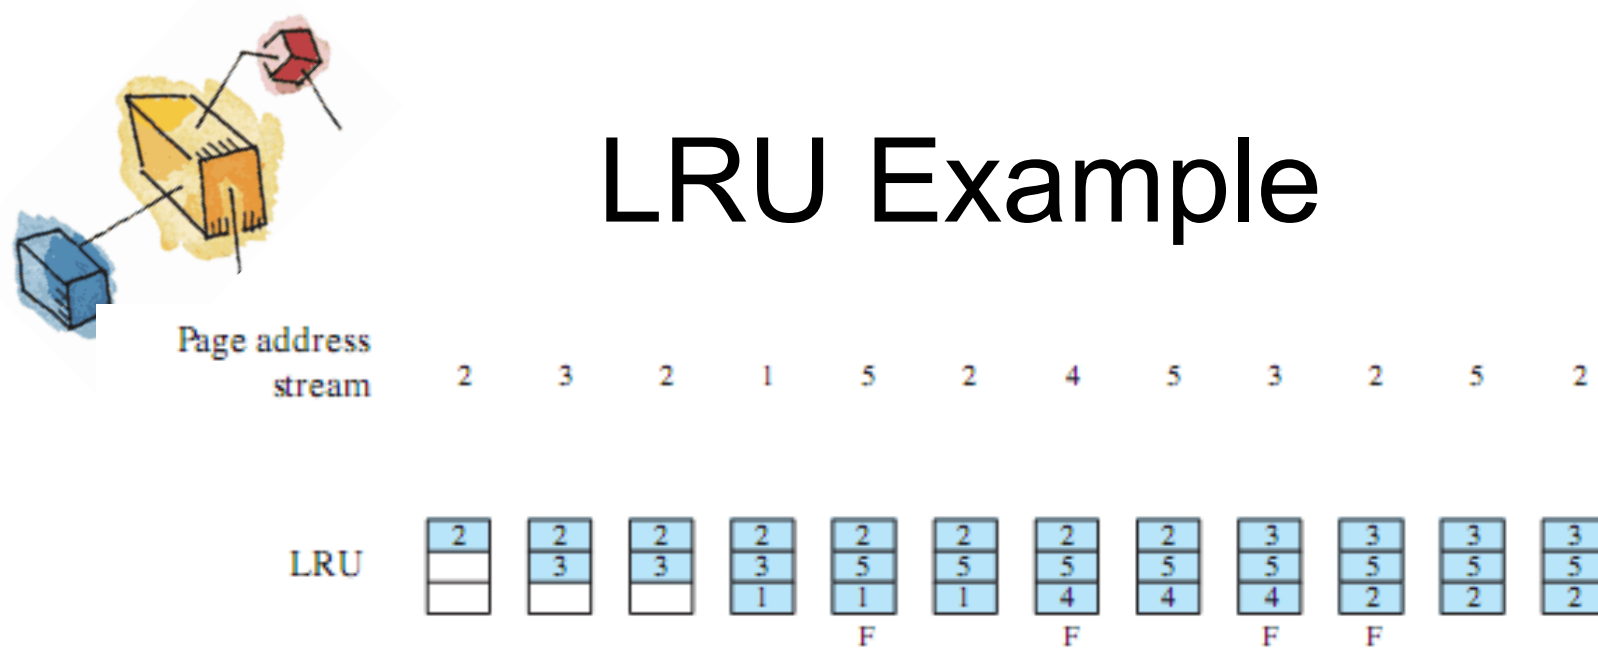 LRU Example
Page address
stream 2 3 2 1 5 2 4 5 3 2 5 2
LRU
2 2 2 2 2 2 2 2 3 3 3 3
3 3 3 5 5 5 5 5 5 5 5
1 1 1 4 4 4 2 2 2
F F F F